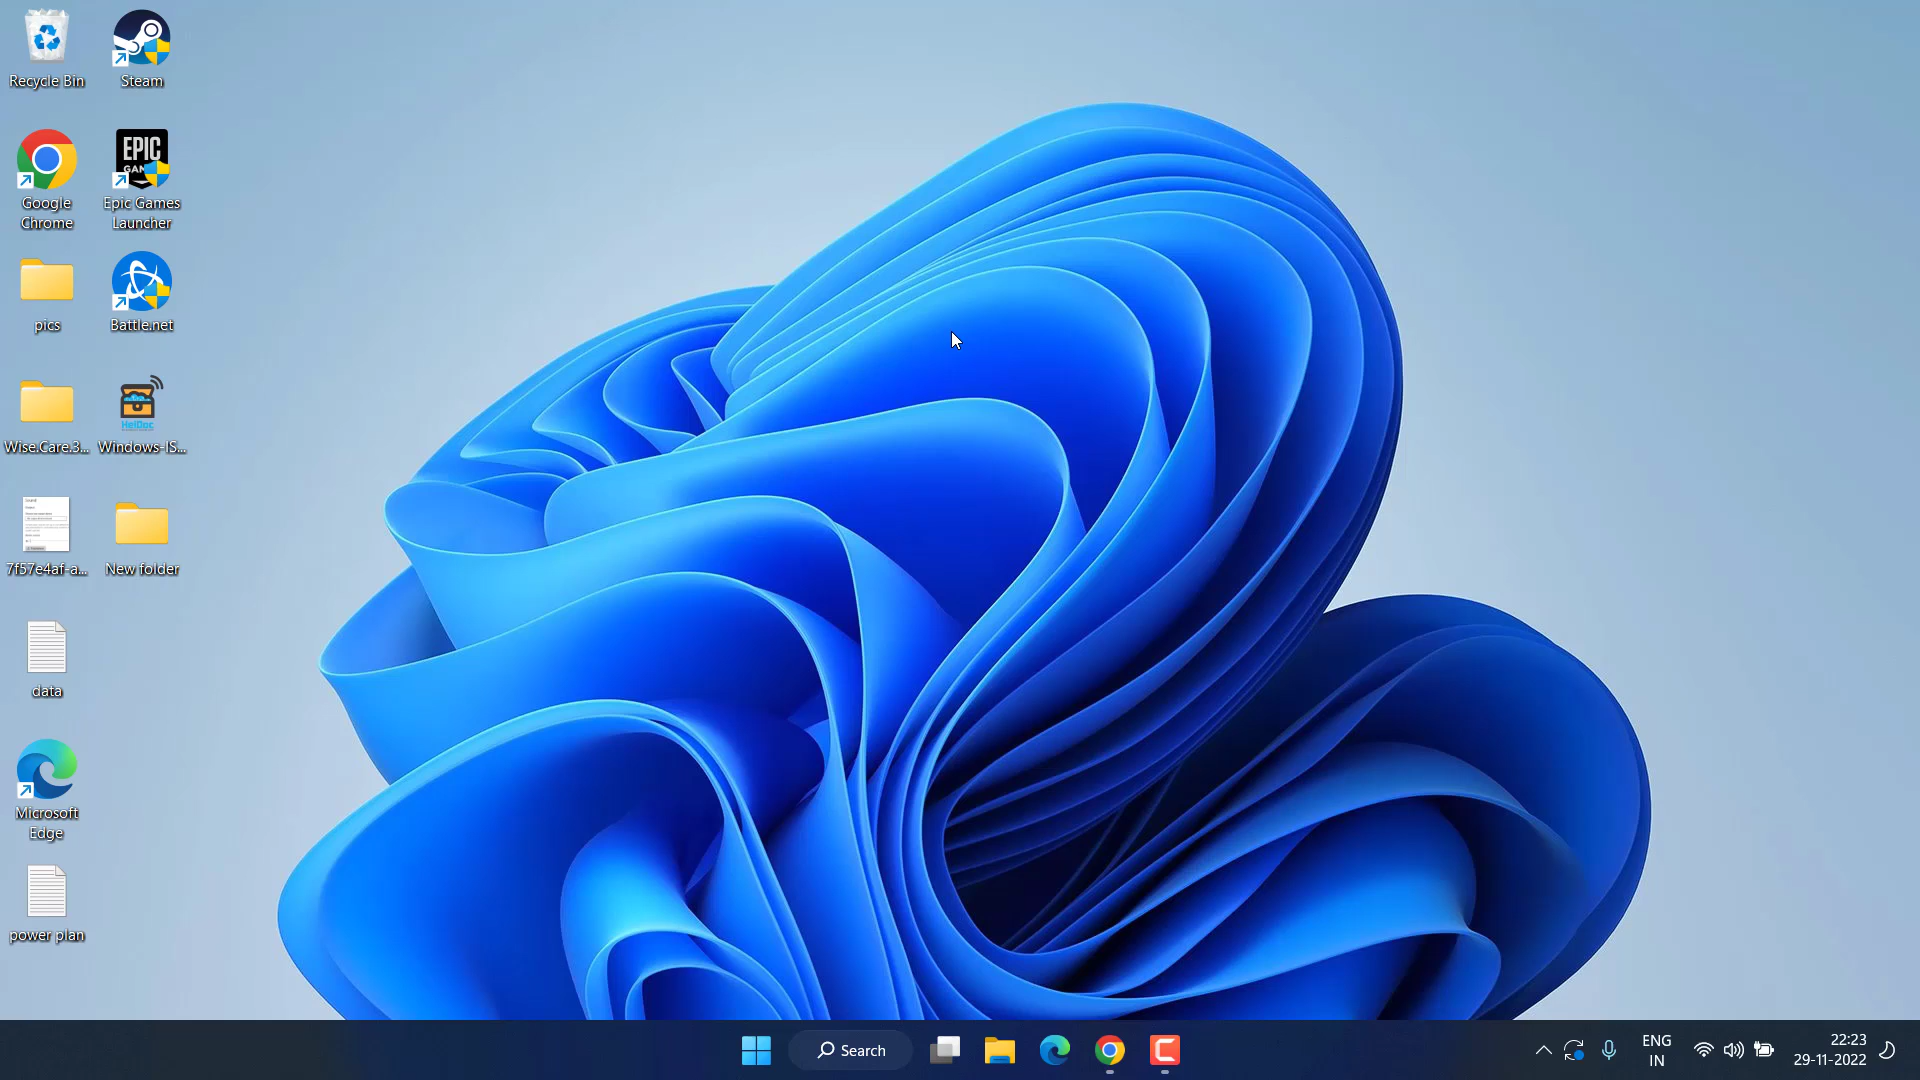 Recycle Bin
Steam
EPIC
Google
Chrome
Epic Games
Launcher
pics
Battle.net
HeiDoc
Wise.Care.3...
Windows-IS...
7f57e4af-a...
New folder
data
Microsoft
Edge
power plan
Search
ENG
IN
22:23
29-11-2022